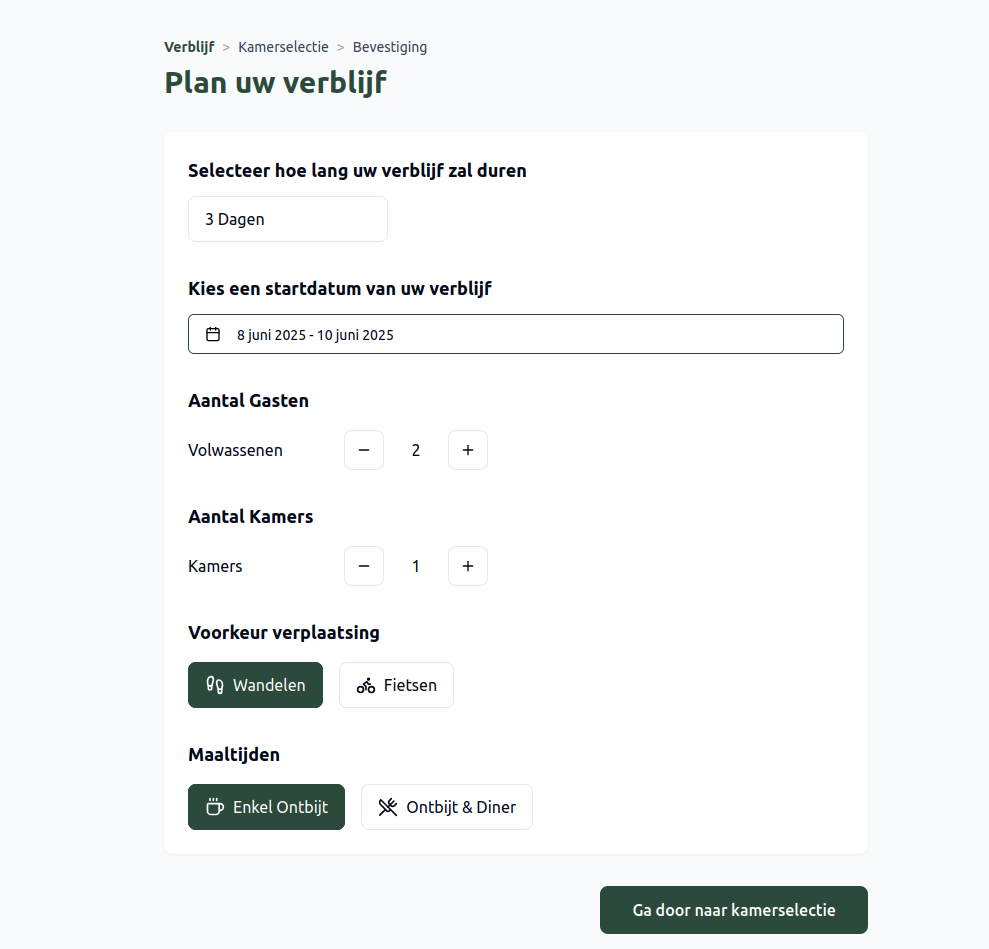 Verblijf > Kamerselectie > Bevestiging
Plan uw verblijf
Selecteer hoe lang uw verblijf zal duren
3 Dagen
Kies een startdatum van uw verblijf
8 juni 2025 - 10 juni 2025
Aantal Gasten
Volwassenen − 2 +
Aantal Kamers
Kamers − 1 +
Voorkeur verplaatsing
Wandelen Fietsen
Maaltijden
Enkel Ontbijt Ontbijt & Diner
Ga door naar kamerselectie